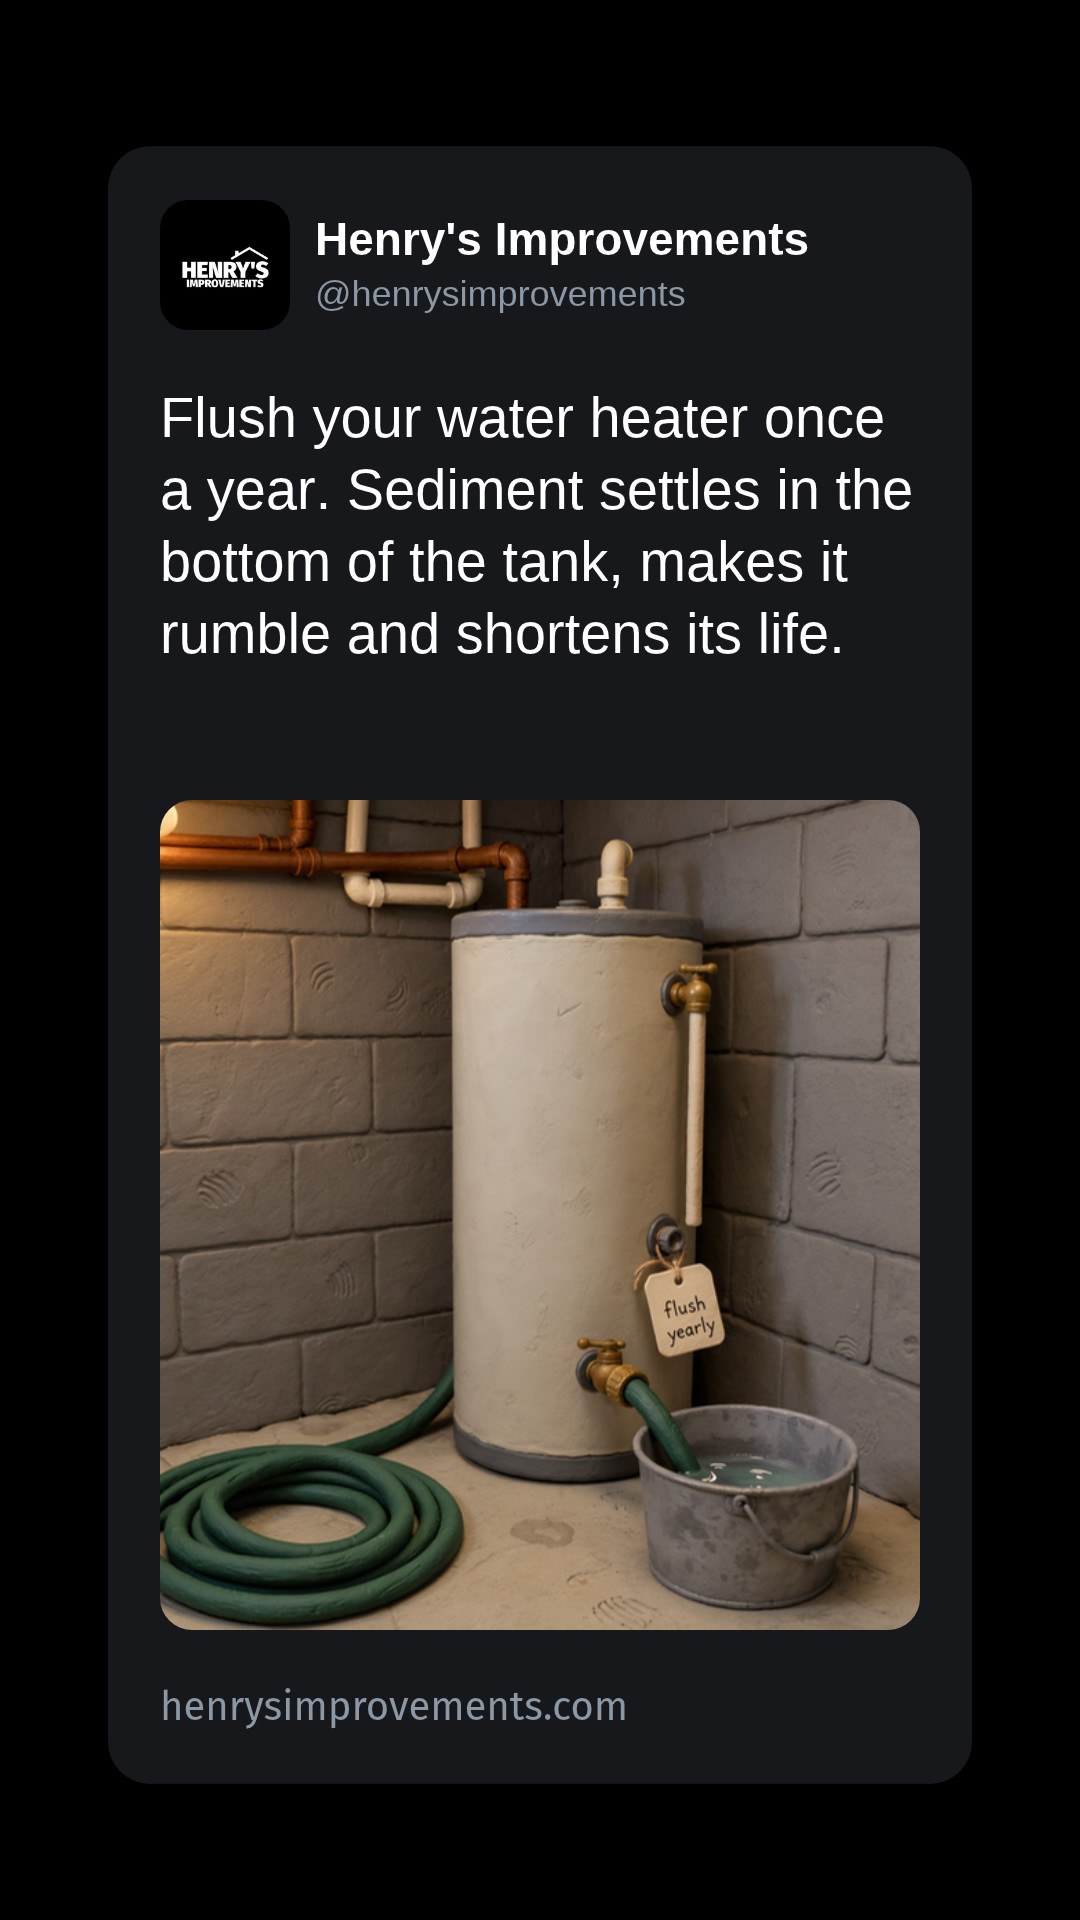 HENRY'S
IMPROVEMENTS
Henry's Improvements
@henrysimprovements
Flush your water heater once
a year. Sediment settles in the
bottom of the tank, makes it
rumble and shortens its life.
flush
yearly
henrysimprovements.com